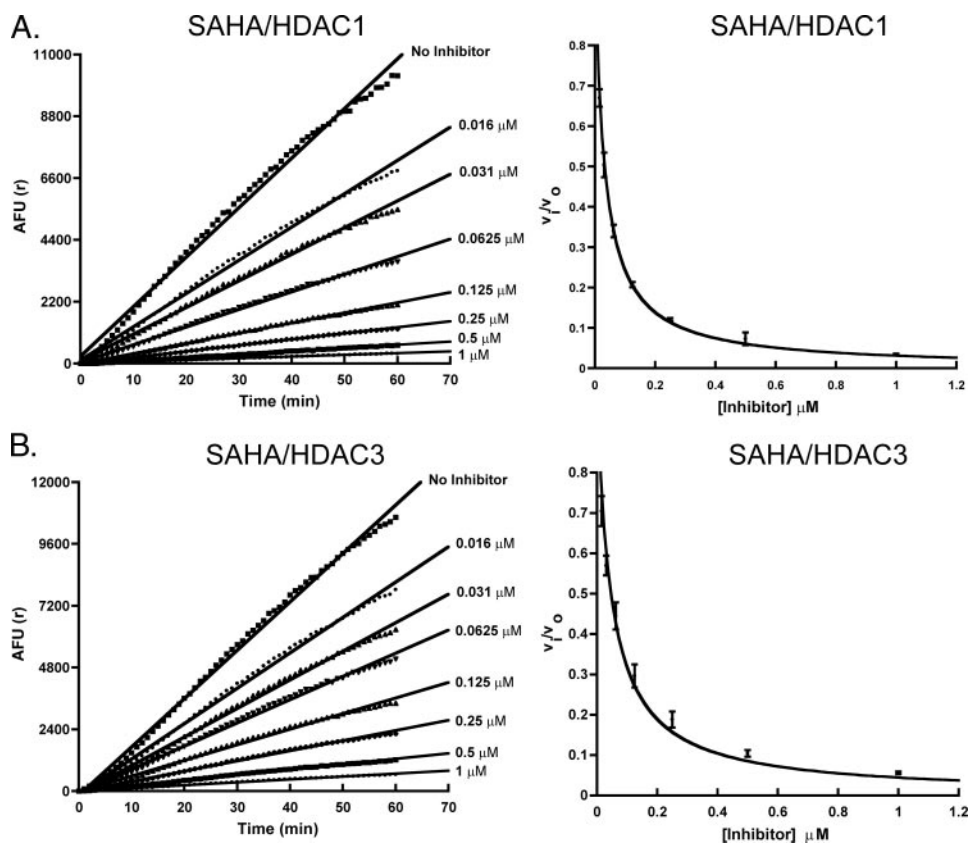 A.
SAHA/HDAC1
11000
8800
6600
4400
2200
0
AFU (r)
No Inhibitor
0.016 μM
0.031 μM
0.0625 μM
0.125 μM
0.25 μM
0.5 μM
1 μM
0 10 20 30 40 50 60 70
Time (min)
SAHA/HDAC1
0.8
0.7
0.6
0.5
0.4
0.3
0.2
0.1
0
vi/vo
0 0.2 0.4 0.6 0.8 1 1.2
[Inhibitor] μM
B.
SAHA/HDAC3
12000
9600
7200
4800
2400
0
AFU (r)
No Inhibitor
0.016 μM
0.031 μM
0.0625 μM
0.125 μM
0.25 μM
0.5 μM
1 μM
0 10 20 30 40 50 60 70
Time (min)
SAHA/HDAC3
0.8
0.7
0.6
0.5
0.4
0.3
0.2
0.1
0
vi/vo
0 0.2 0.4 0.6 0.8 1 1.2
[Inhibitor] μM